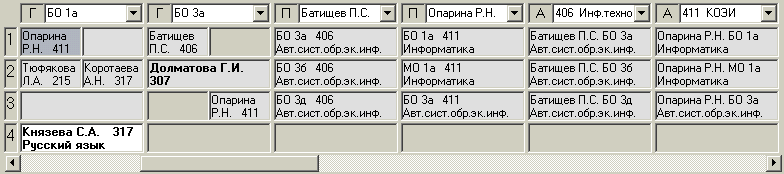 Г БО 1а Г БО 3а П Батищев П.С. П Опарина Р.Н. А 406 Инф.техно А 411 КОЗИ
1 Опарина Батищев БО 3а 406 БО 1а 411 Батищев П.С. БО 3а Опарина Р.Н. БО 1а
Р.Н. 411 П.С. 406 Авт.сист.обр.эк.инф. Информатика Авт.сист.обр.эк.инф. Информатика
2 Тюфякова Коротаева Долматова Г.И. БО 3б 406 МО 1а 411 Батищев П.С. БО 3б Опарина Р.Н. МО 1а
Л.А. 215 А.Н. 317 307 Авт.сист.обр.эк.инф. Информатика Авт.сист.обр.эк.инф. Информатика
3 Опарина БО 3д 406 БО 3а 411 Батищев П.С. БО 3д Опарина Р.Н. БО 3а
Р.Н. 411 Авт.сист.обр.эк.инф. Авт.сист.обр.эк.инф. Авт.сист.обр.эк.инф. Авт.сист.обр.эк.инф.
4 Князева С.А. 317
Русский язык